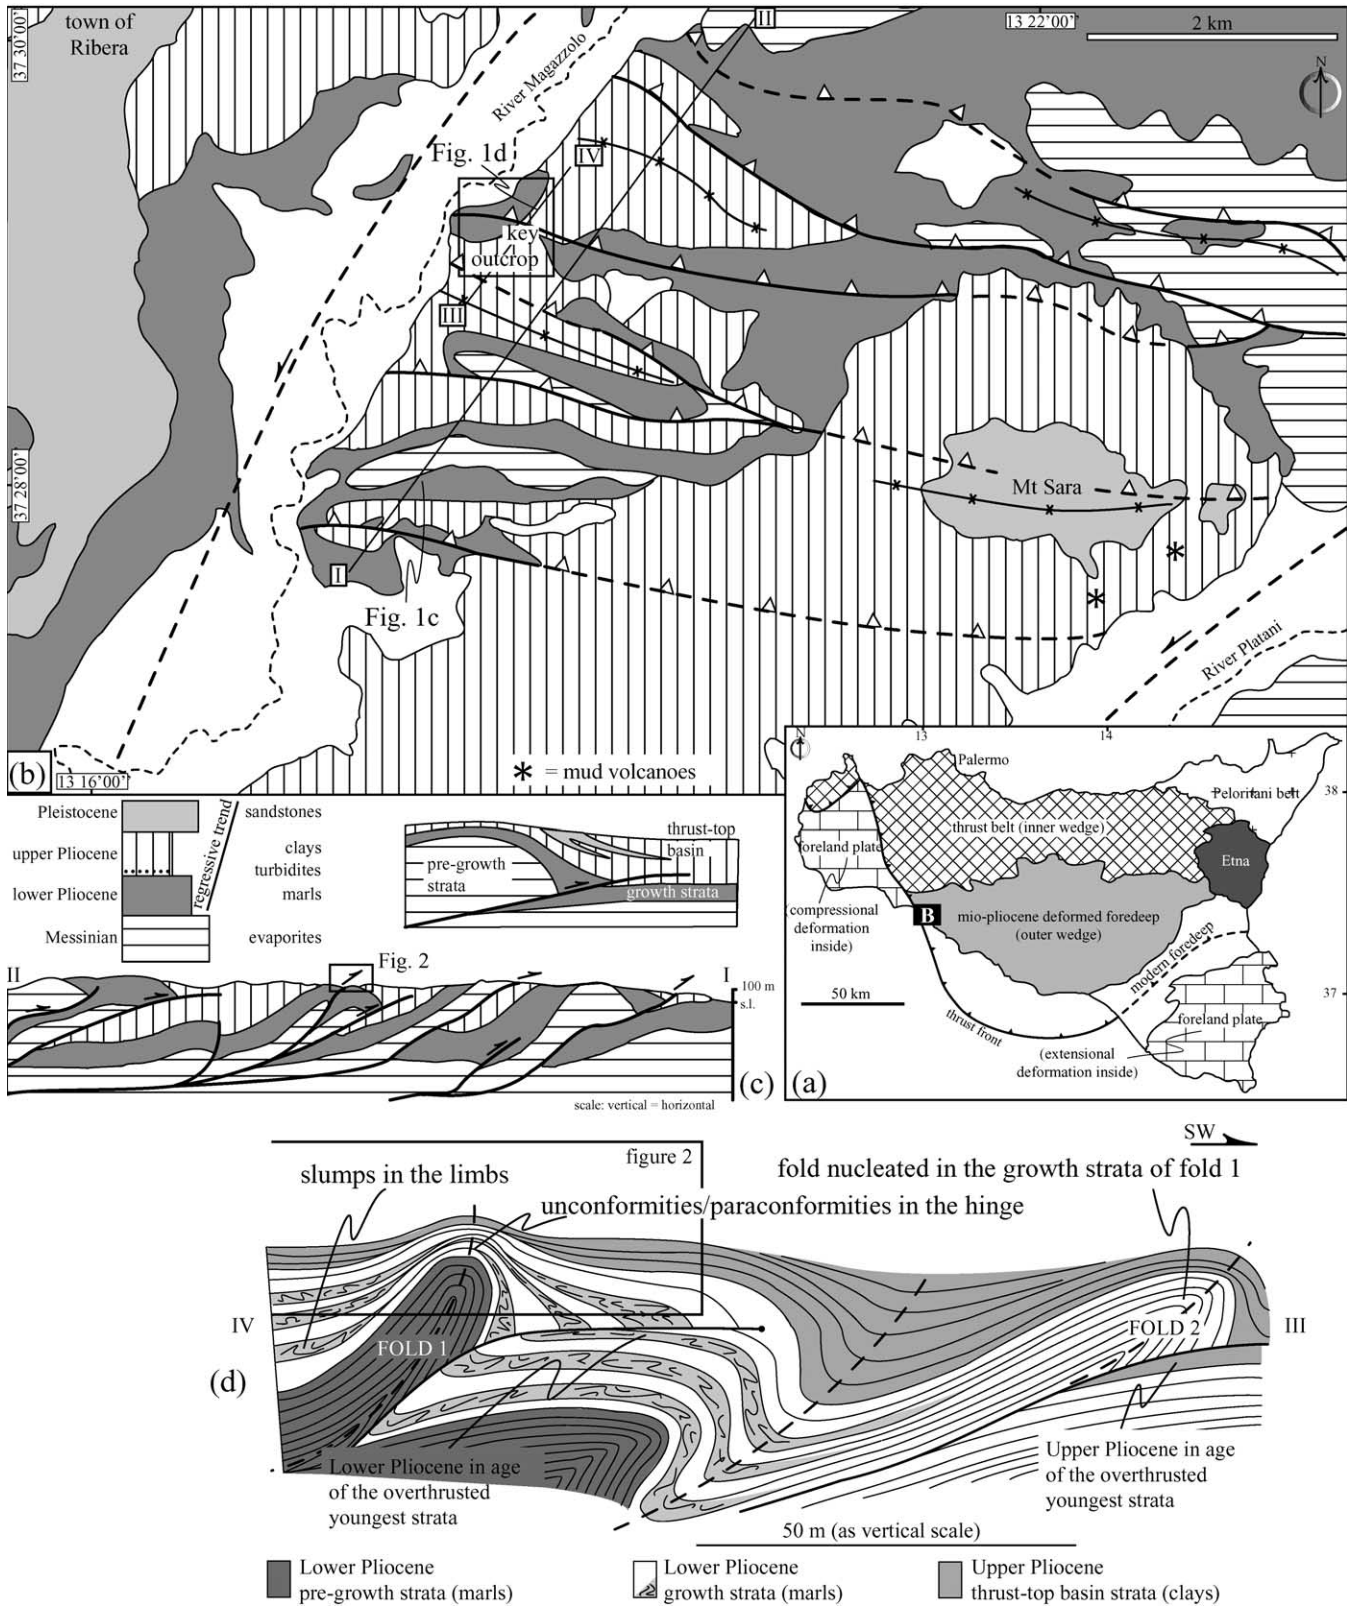 town of
Ribera
37 30'00'
River Magazzolo
II
13 22'00'
2 km
N
Fig. 1d
IV
key
outcrop
III
37 28'00'
Mt Sara
I
Fig. 1c
River Platani
(b)
13 16'00'
* = mud volcanoes
Pleistocene
sandstones
upper Pliocene
clays
turbidites
lower Pliocene
marls
Messinian
evaporites
regressive trend
pre-growth
strata
thrust-top
basin
growth strata
II
Fig. 2
I
100 m
s.l.
(c)
scale: vertical = horizontal
N
13
14
38
37
Palermo
Peloritani belt
thrust belt (inner wedge)
foreland plate
Etna
(compressional
deformation
inside)
B
mio-pliocene deformed foredeep
(outer wedge)
modern foredeep
50 km
thrust front
foreland plate
(extensional
deformation inside)
(a)
SW
figure 2
slumps in the limbs
fold nucleated in the growth strata of fold 1
unconformities/paraconformities in the hinge
IV
FOLD 1
FOLD 2
III
(d)
Lower Pliocene in age
of the overthrusted
youngest strata
Upper Pliocene in age
of the overthrusted
youngest strata
50 m (as vertical scale)
Lower Pliocene
pre-growth strata (marls)
Lower Pliocene
growth strata (marls)
Upper Pliocene
thrust-top basin strata (clays)